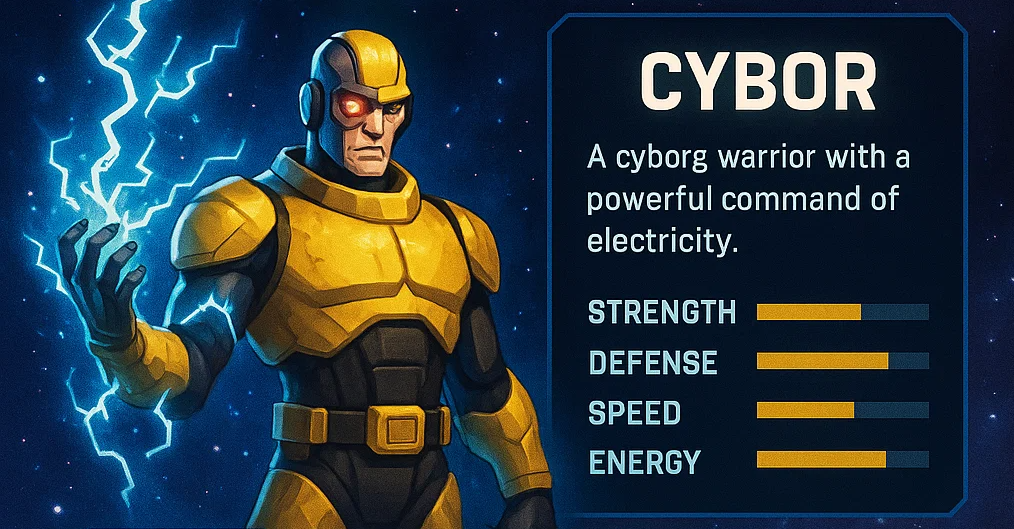 CYBOR
A cyborg warrior with a
powerful command of
electricity.
STRENGTH
DEFENSE
SPEED
ENERGY